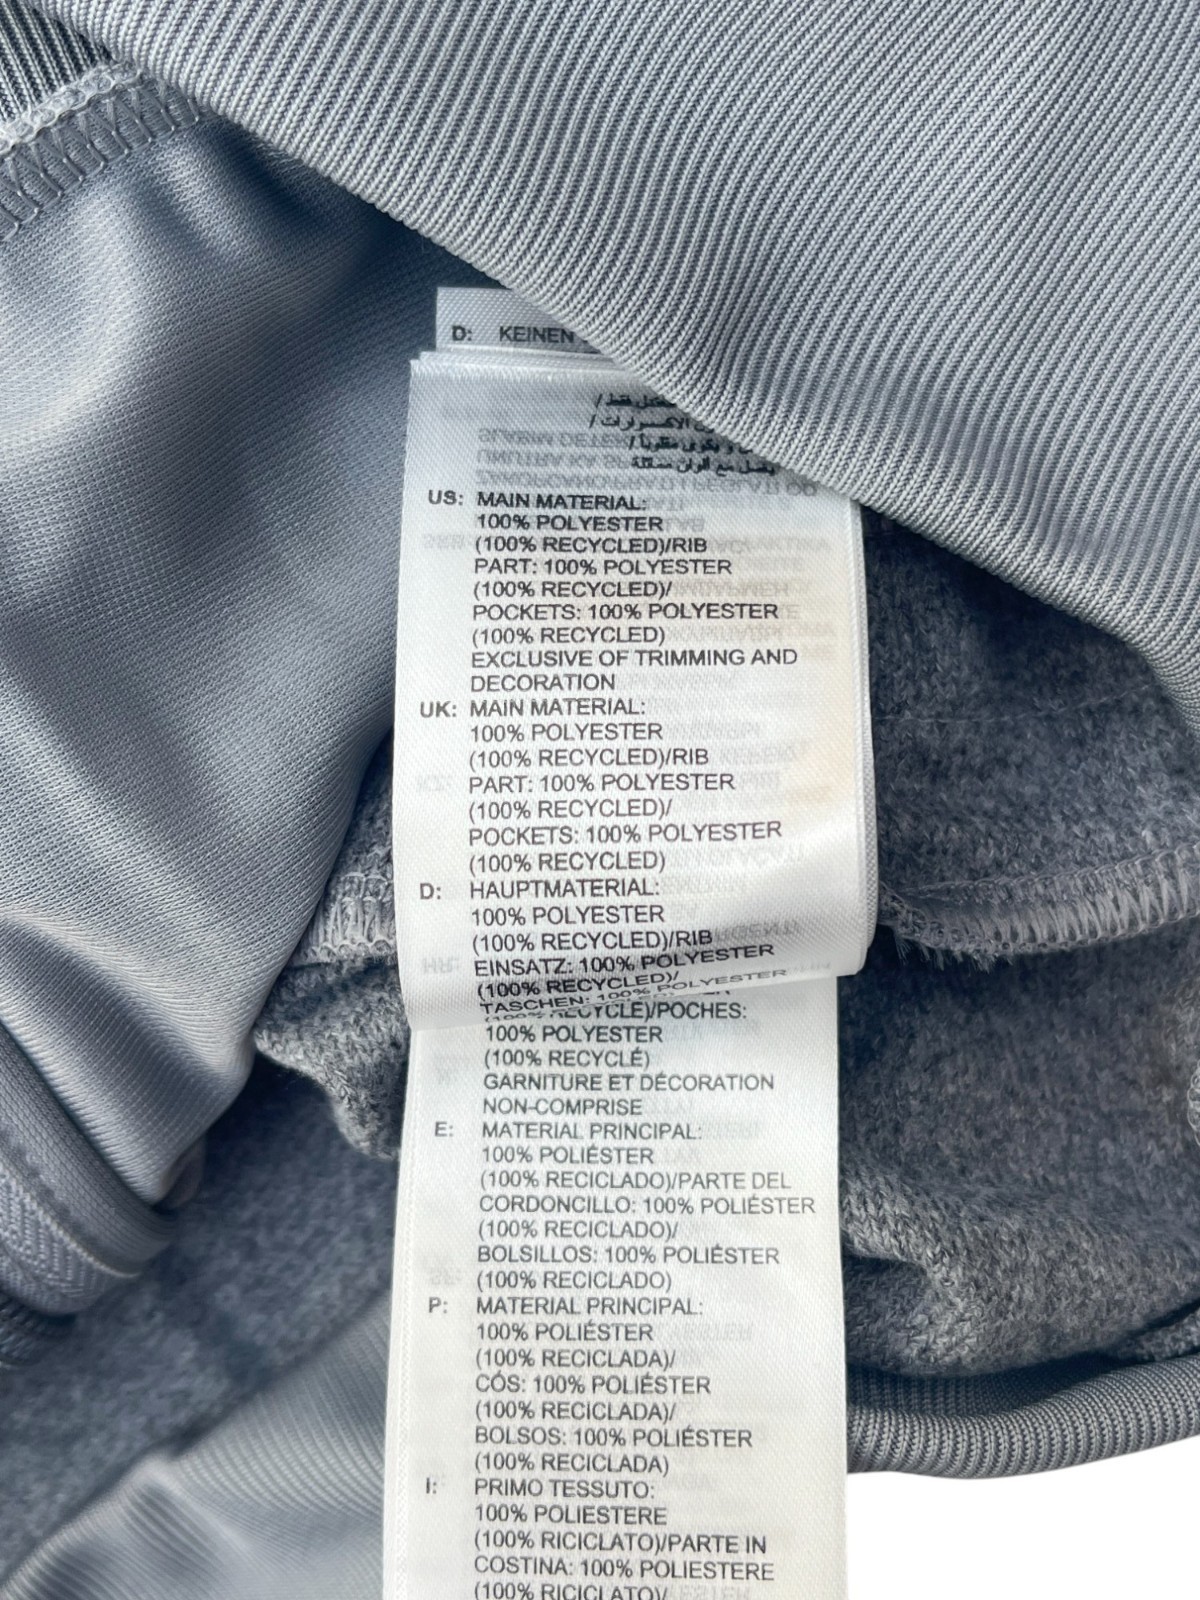 D: KEINEN
US: MAIN MATERIAL:
100% POLYESTER
(100% RECYCLED)/RIB
PART: 100% POLYESTER
(100% RECYCLED)/
POCKETS: 100% POLYESTER
(100% RECYCLED)
EXCLUSIVE OF TRIMMING AND
DECORATION
UK: MAIN MATERIAL:
100% POLYESTER
(100% RECYCLED)/RIB
PART: 100% POLYESTER
(100% RECYCLED)/
POCKETS: 100% POLYESTER
(100% RECYCLED)
D: HAUPTMATERIAL:
100% POLYESTER
(100% RECYCLED)/RIB
EINSATZ: 100% POLYESTER
(100% RECYCLED)/
TASCHEN: 100% POLYESTER
/POCHES:
100% POLYESTER
(100% RECYCLÉ)
GARNITURE ET DÉCORATION
NON-COMPRISE
E: MATERIAL PRINCIPAL:
100% POLIÉSTER
(100% RECICLADO)/PARTE DEL
CORDONCILLO: 100% POLIÉSTER
(100% RECICLADO)/
BOLSILLOS: 100% POLIÉSTER
(100% RECICLADO)
P: MATERIAL PRINCIPAL:
100% POLIÉSTER
(100% RECICLADA)/
CÓS: 100% POLIÉSTER
(100% RECICLADA)/
BOLSOS: 100% POLIÉSTER
(100% RECICLADA)
I: PRIMO TESSUTO:
100% POLIESTERE
(100% RICICLATO)/PARTE IN
COSTINA: 100% POLIESTERE
(100% RICICLATO)/